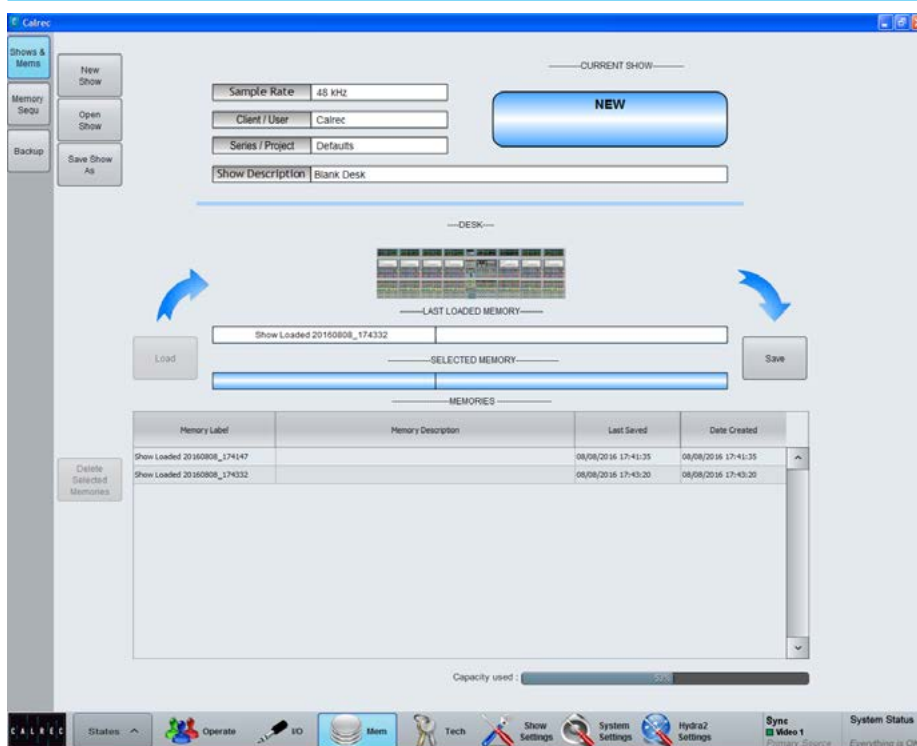 Calrec
Shows &
Mems
Memory
Sequ
Backup
New
Show
Open
Show
Save Show
As
CURRENT SHOW
NEW
Sample Rate 48 kHz
Client / User Calrec
Series / Project Defaults
Show Description Blank Desk
DESK
LAST LOADED MEMORY
Show Loaded 20160808_174332
Load
SELECTED MEMORY
Save
MEMORIES
Memory Label Memory Description Last Saved Date Created
Show Loaded 20160808_174147 08/08/2016 17:41:35 08/08/2016 17:41:35
Show Loaded 20160808_174332 08/08/2016 17:43:20 08/08/2016 17:43:20
Delete
Selected
Memories
Capacity used : 53%
CALREC States Operate I/O Mem Tech
Show
Settings
System
Settings
Hydra2
Settings
Sync
Video 1
Primary Source
System Status